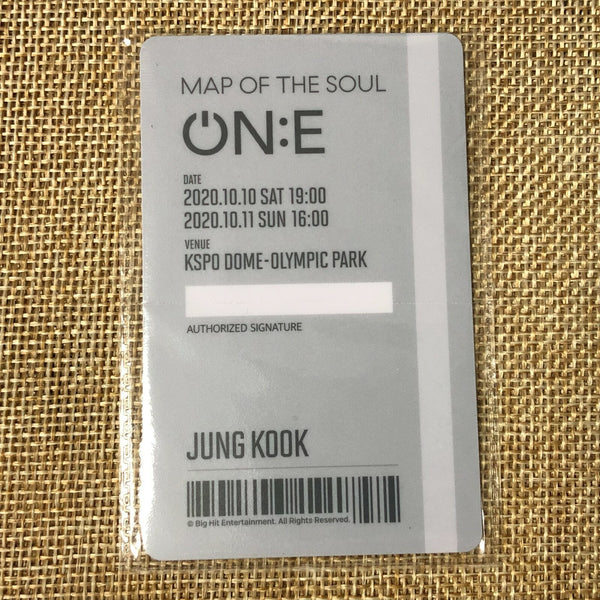 MAP OF THE SOUL
ON:E
DATE
2020.10.10 SAT 19:00
2020.10.11 SUN 16:00
VENUE
KSPO DOME-OLYMPIC PARK
AUTHORIZED SIGNATURE
JUNG KOOK
© Big Hit Entertainment. All Rights Reserved.